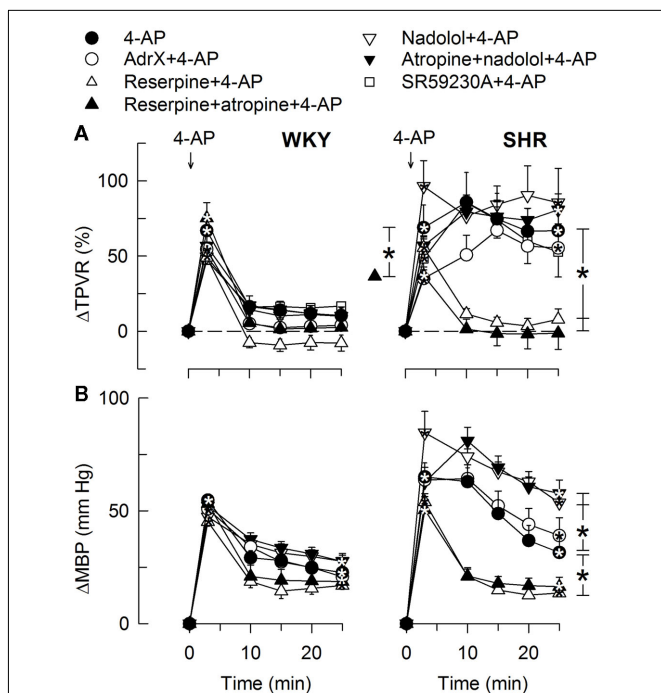 4-AP Nadolol+4-AP
AdrX+4-AP Atropine+nadolol+4-AP
Reserpine+4-AP SR59230A+4-AP
Reserpine+atropine+4-AP
A 4-AP WKY 4-AP SHR
100
ΔTPVR (%)
50
*
*
0
B
100
ΔMBP (mm Hg)
50
*
*
0
0 10 20 0 10 20
Time (min) Time (min)